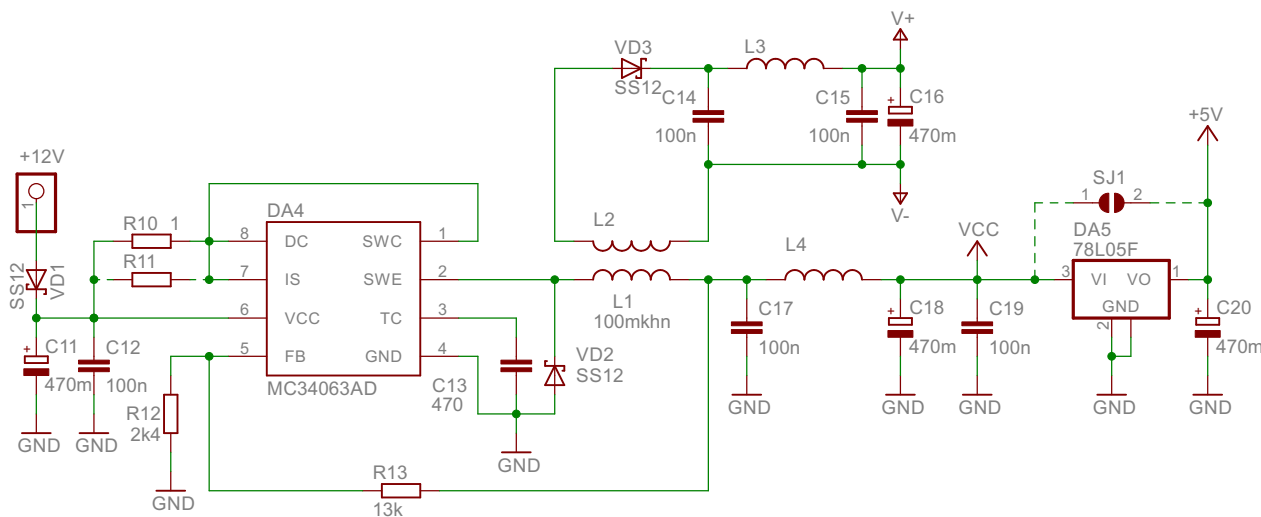 V+
VD3
SS12
L3
C14
100n
C15
100n
C16
+
470m
V-
+12V
1
SS12
VD1
R10 1
R11
DA4
8 DC SWC 1
7 IS SWE 2
6 VCC TC 3
5 FB GND 4
MC34063AD
L2
L1
100mkhn
L4
VCC
+5V
SJ1
1 2
DA5
78L05F
3 VI VO 1
GND
2
+
C11
470m
C12
100n
R12
2k4
GND
GND
GND
C13
470
VD2
SS12
GND
R13
13k
C17
100n
GND
+
C18
470m
GND
C19
100n
GND
GND
+
C20
470m
GND